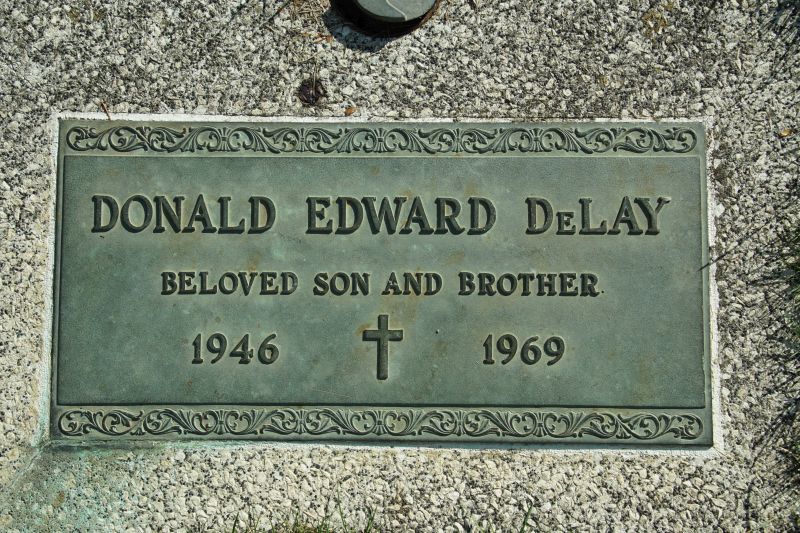 DONALD EDWARD DELAY
BELOVED SON AND BROTHER
1946 1969